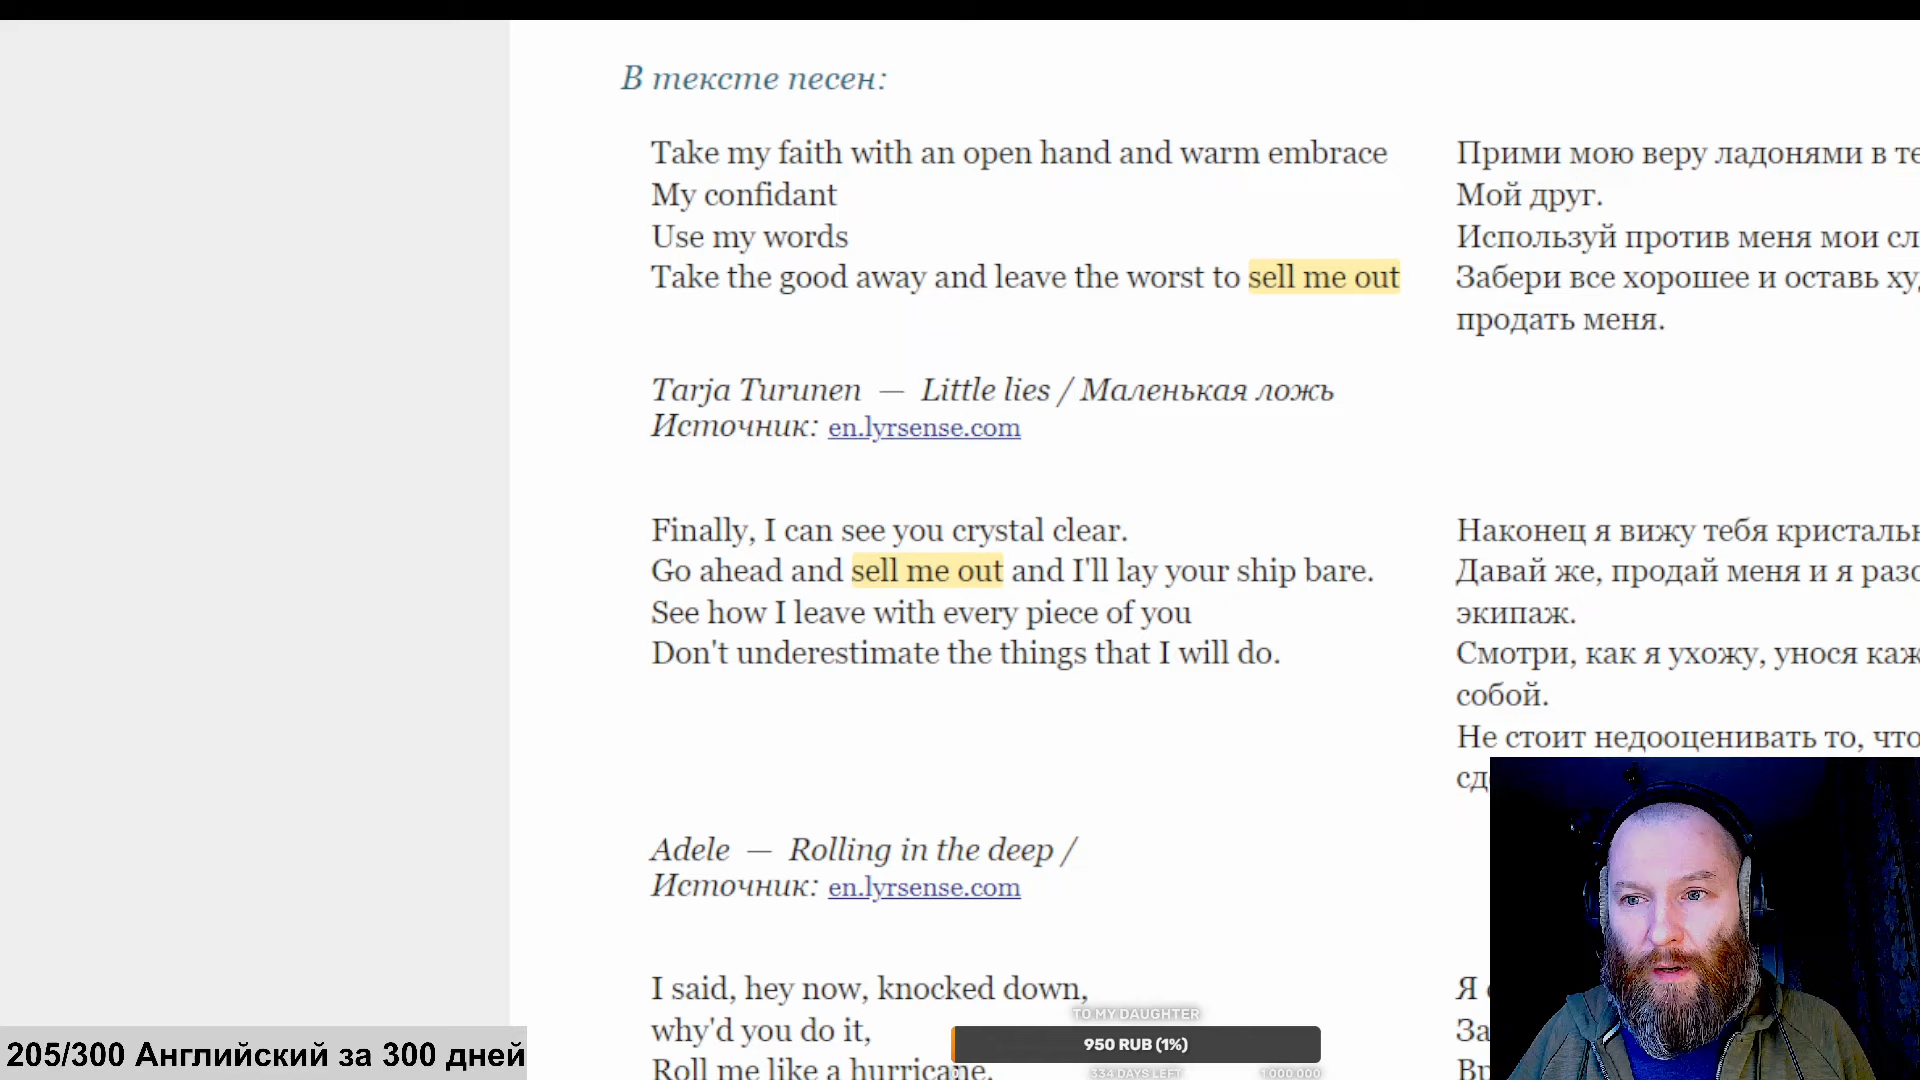 В тексте песен:
Take my faith with an open hand and warm embrace
My confidant
Use my words
Take the good away and leave the worst to sell me out
Прими мою веру ладонями в
Мой друг.
Используй против меня мои
Забери все хорошее и оставь
продать меня.
Tarja Turunen — Little lies / Маленькая ложь
Источник: en.lyrsense.com
Finally, I can see you crystal clear.
Go ahead and sell me out and I'll lay your ship bare.
See how I leave with every piece of you
Don't underestimate the things that I will do.
Наконец я вижу тебя
Давай же, продай меня и я
экипаж.
Смотри, как я ухожу, унося
собой.
Не стоит недооценивать то, что
Adele — Rolling in the deep /
Источник: en.lyrsense.com
I said, hey now, knocked down,
why'd you do it,
Roll me like a hurricane.
Я
TO MY DAUGHTER
950 RUB (1%)
334 DAYS LEFT
1000 000
205/300 Английский за 300 дней